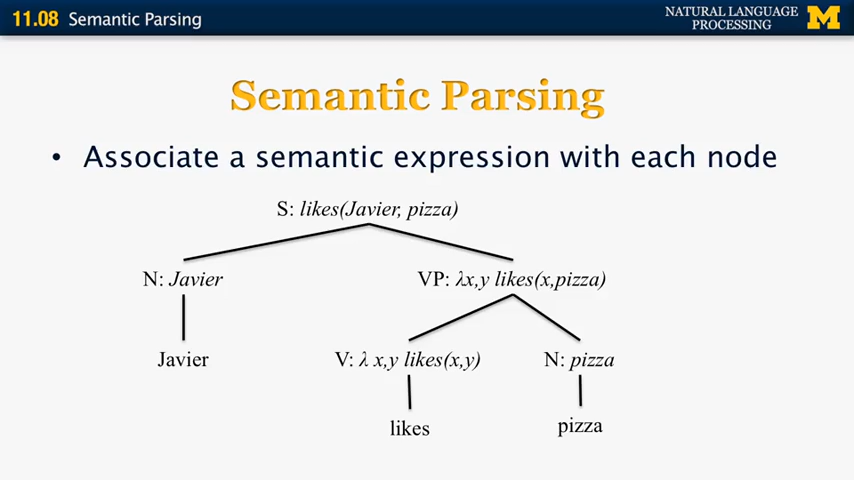 11.08 Semantic Parsing
NATURAL LANGUAGE
PROCESSING
M
Semantic Parsing
• Associate a semantic expression with each node
S: likes(Javier, pizza)
N: Javier
VP: λx,y likes(x,pizza)
Javier
V: λ x,y likes(x,y)
N: pizza
likes
pizza